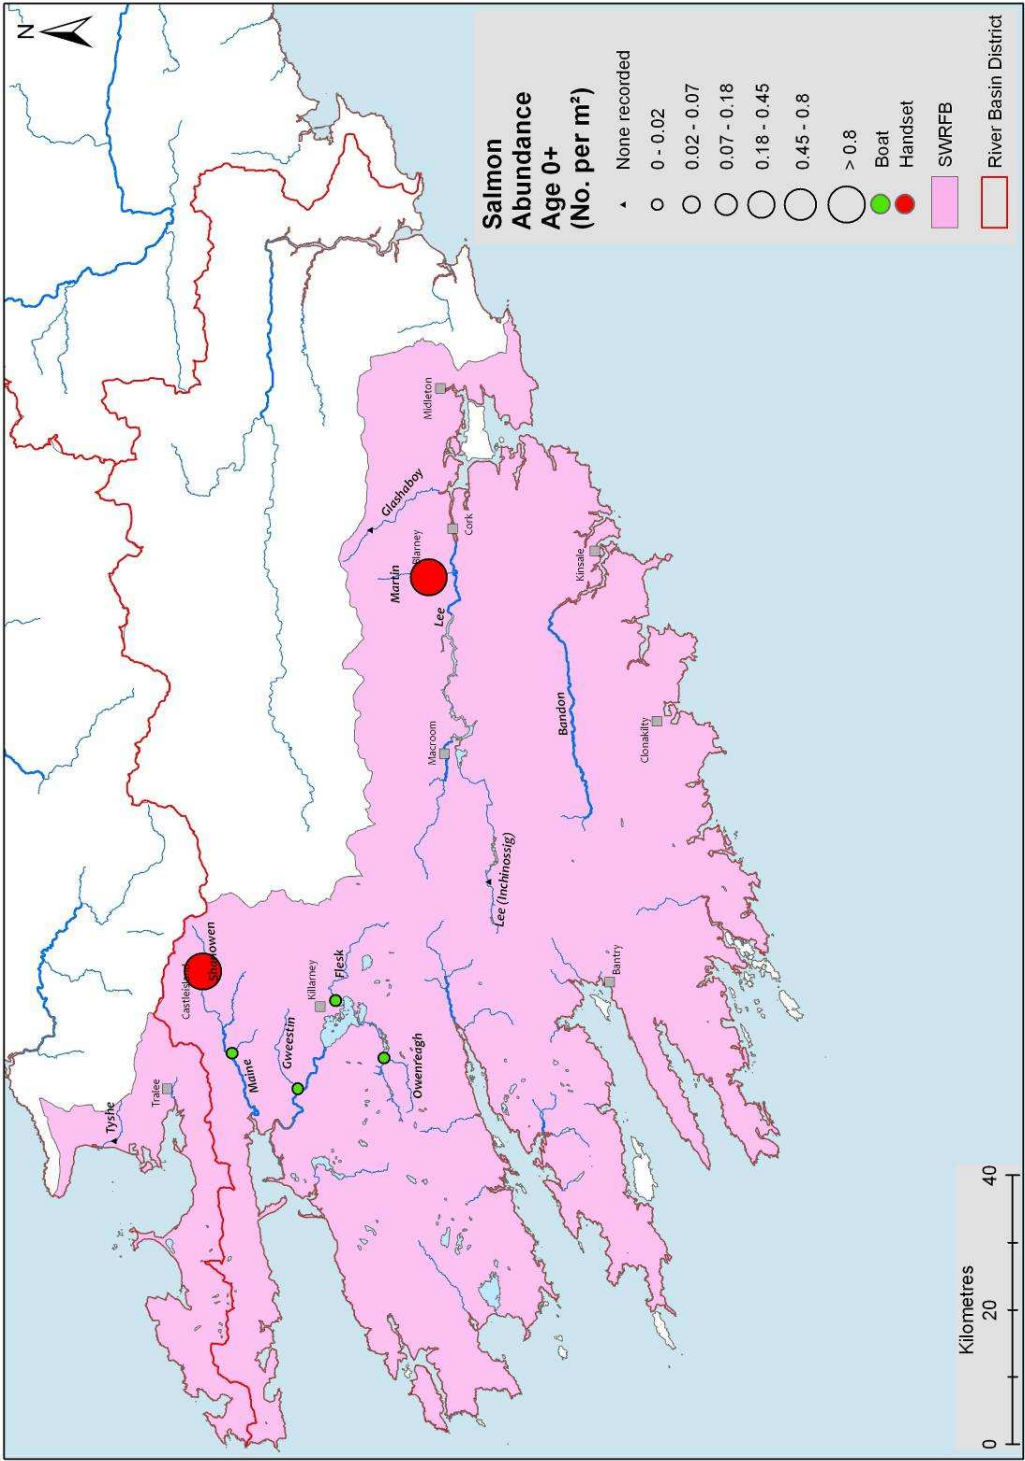 N
Salmon
Abundance
Age 0+
(No. per m²)
None recorded
0 - 0.02
0.02 - 0.07
0.07 - 0.18
0.18 - 0.45
0.45 - 0.8
> 0.8
Boat
Handset
SWRFB
River Basin District
Tyshe
Tralee
Castleisland
Shanowen
Maine
Gweestin
Killarney
Flesk
Owenreagh
Glashaboy
Midleton
Martin
Blarney
Cork
Lee
Macroom
Lee (Inchinossig)
Bandon
Kinsale
Clonakilty
Bantry
Kilometres
0
20
40